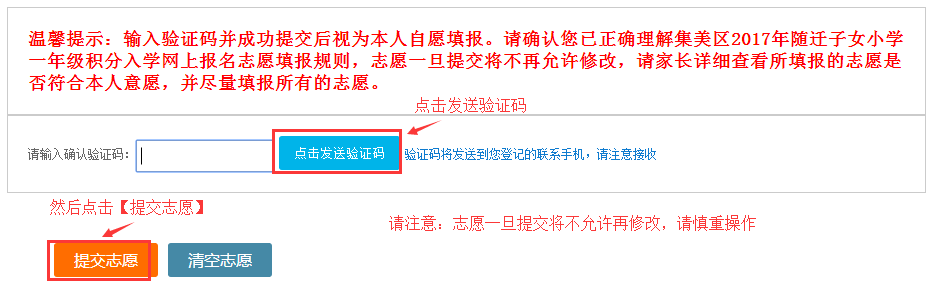 温馨提示：输入验证码并成功提交后视为本人自愿填报。请确认您已正确理解集美区2017年随迁子女小学
一年级积分入学网上报名志愿填报规则，志愿一旦提交将不再允许修改，请家长详细查看所填报的志愿是
否符合本人意愿，并尽量填报所有的志愿。
点击发送验证码
请输入确认验证码：
点击发送验证码
验证码将发送到您登记的联系手机，请注意接收
然后点击【提交志愿】
请注意：志愿一旦提交将不允许再修改，请慎重操作
提交志愿
清空志愿